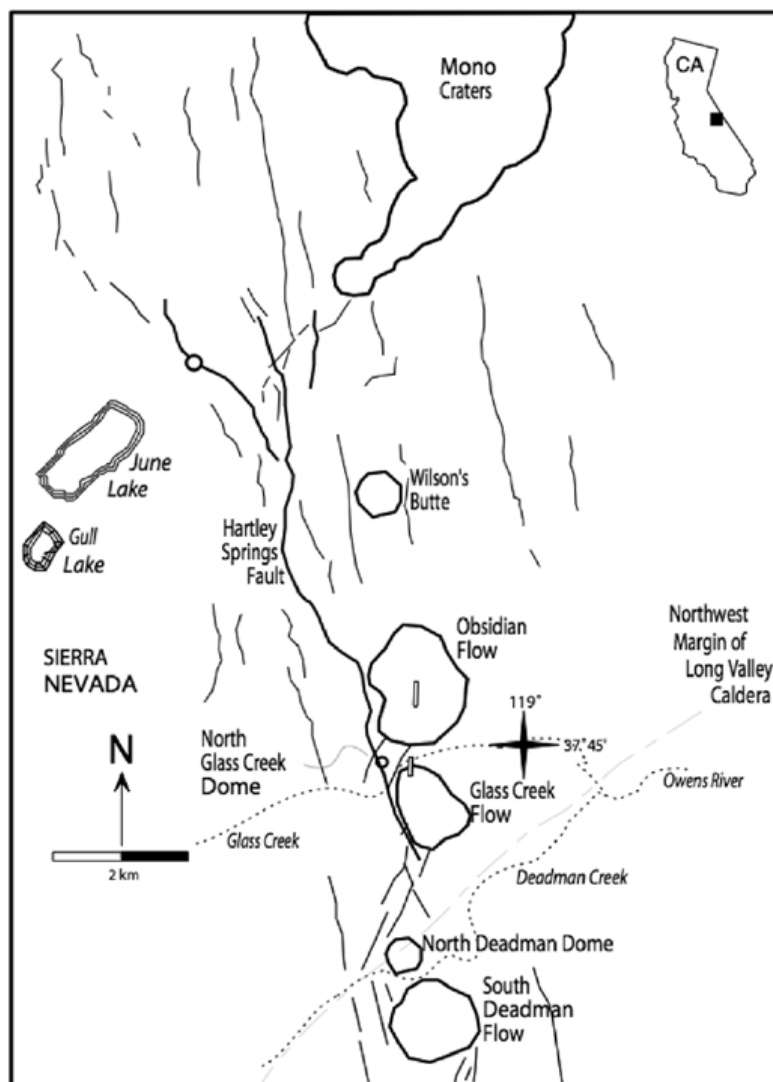 Mono
Craters
CA
June
Lake
Gull
Lake
Wilson's
Butte
Hartley
Springs
Fault
Obsidian
Flow
Northwest
Margin of
Long Valley
Caldera
SIERRA
NEVADA
119°
37.°45'
N
North
Glass Creek
Dome
Glass Creek
Flow
Owens River
Glass Creek
2 km
Deadman Creek
North Deadman Dome
South
Deadman
Flow